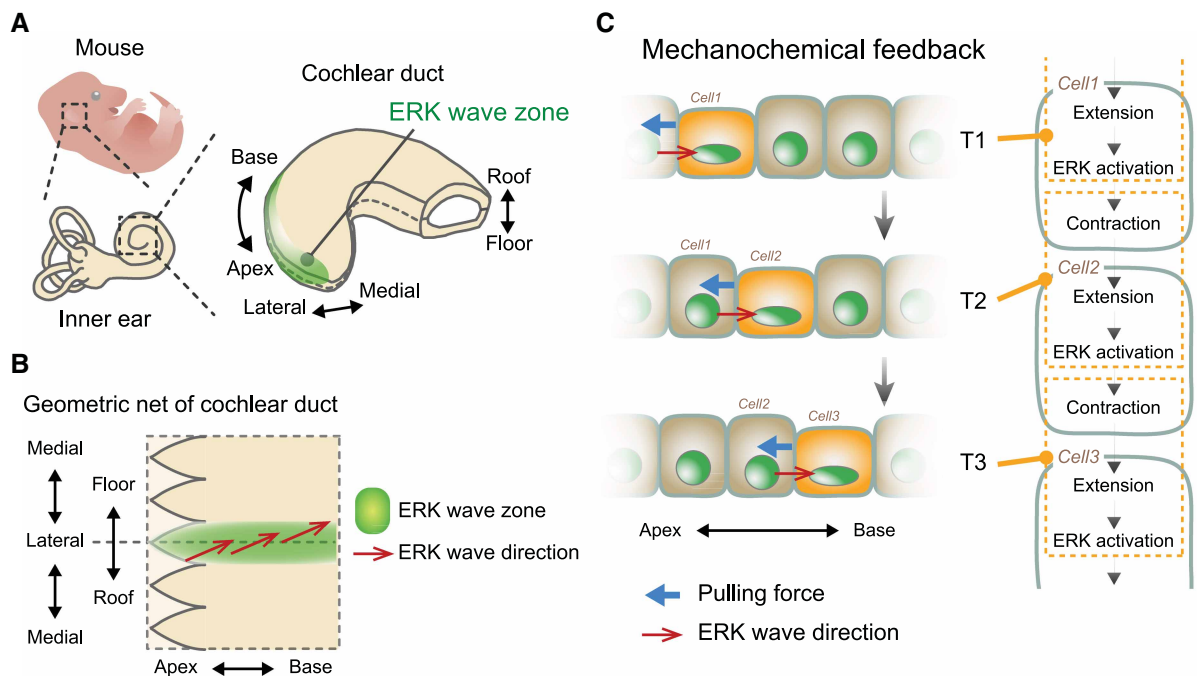 A
Mouse
Cochlear duct
ERK wave zone
Base
Apex
Lateral
Medial
Roof
Floor
Inner ear
B
Geometric net of cochlear duct
Medial
Floor
Lateral
Roof
Medial
Apex
Base
ERK wave zone
ERK wave direction
C
Mechanochemical feedback
Cell1
Cell1
Cell2
Cell2
Cell3
Apex
Base
Pulling force
ERK wave direction
T1
Cell1
Extension
ERK activation
Contraction
T2
Cell2
Extension
ERK activation
Contraction
T3
Cell3
Extension
ERK activation